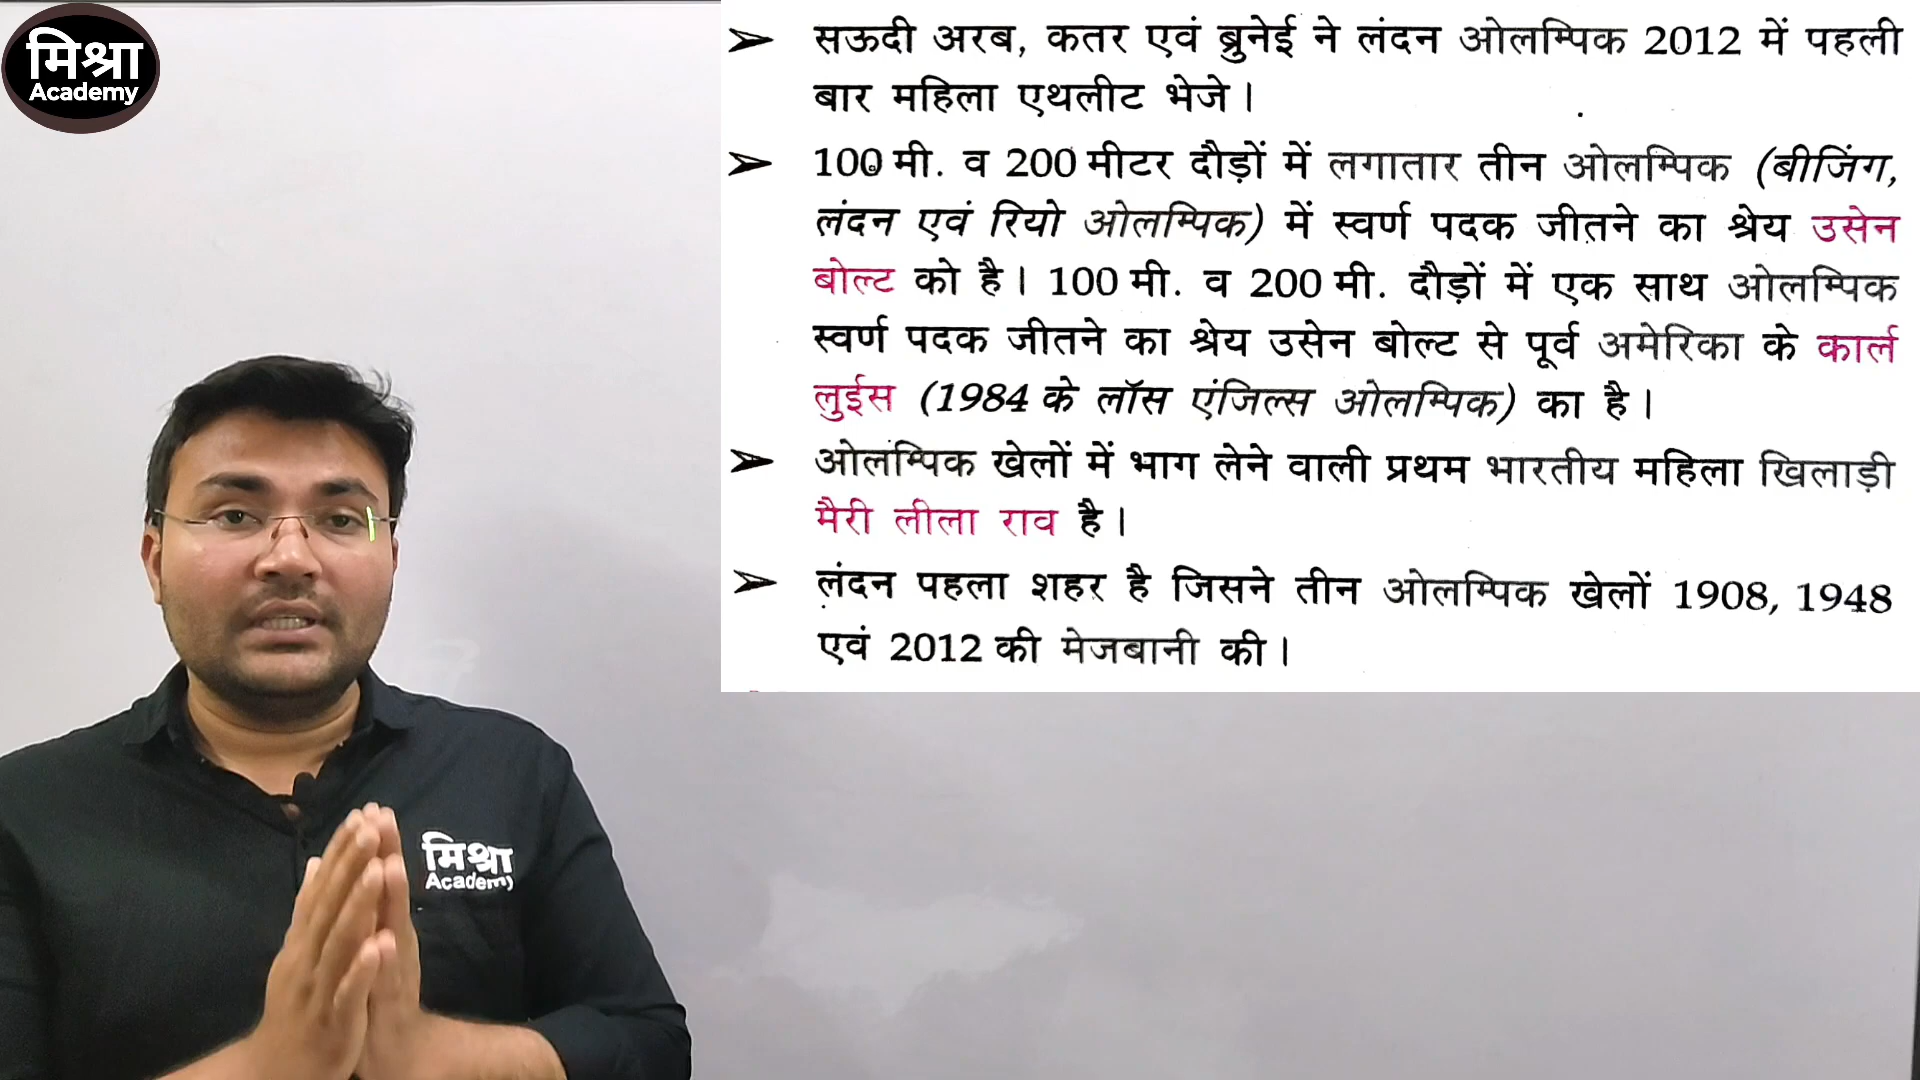 मिश्रा
Academy
➢ सऊदी अरब, कतर एवं ब्रुनेई ने लंदन ओलम्पिक 2012 में पहली
बार महिला एथलीट भेजे।
➢ 100 मी. व 200 मीटर दौड़ों में लगातार तीन ओलम्पिक (बीजिंग,
लंदन एवं रियो ओलम्पिक) में स्वर्ण पदक जीतने का श्रेय उसेन
बोल्ट को है। 100 मी. व 200 मी. दौड़ों में एक साथ ओलम्पिक
स्वर्ण पदक जीतने का श्रेय उसेन बोल्ट से पूर्व अमेरिका के कार्ल
लुईस (1984 के लॉस एंजिल्स ओलम्पिक) का है।
➢ ओलम्पिक खेलों में भाग लेने वाली प्रथम भारतीय महिला खिलाड़ी
मैरी लीला राव है।
➢ लंदन पहला शहर है जिसने तीन ओलम्पिक खेलों 1908, 1948
एवं 2012 की मेजबानी की।
मिश्रा
Academy